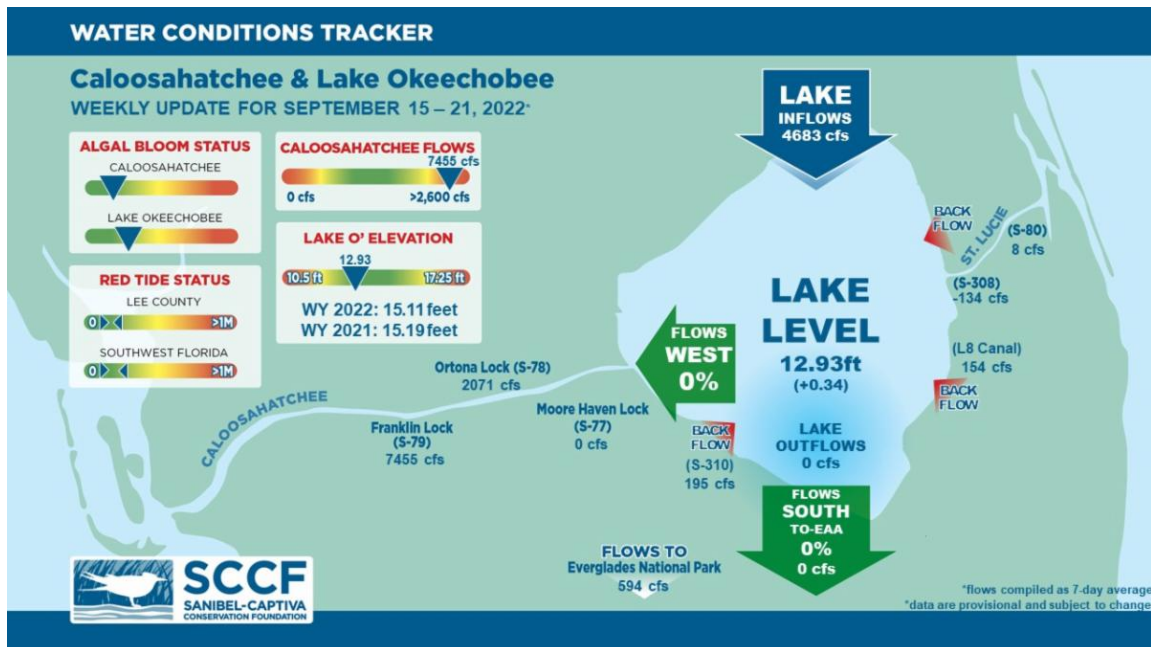 WATER CONDITIONS TRACKER
Caloosahatchee & Lake Okeechobee
WEEKLY UPDATE FOR SEPTEMBER 15 – 21, 2022*
ALGAL BLOOM STATUS
CALOOSAHATCHEE
LAKE OKEECHOBEE
RED TIDE STATUS
LEE COUNTY
0 >1M
SOUTHWEST FLORIDA
0 >1M
CALOOSAHATCHEE FLOWS
7455 cfs
0 cfs >2,600 cfs
LAKE O' ELEVATION
12.93
10.5 ft 17.25 ft
WY 2022: 15.11 feet
WY 2021: 15.19 feet
LAKE
INFLOWS
4683 cfs
BACK
FLOW
ST. LUCIE
(S-80)
8 cfs
(S-308)
-134 cfs
LAKE
LEVEL
12.93ft
(+0.34)
(L8 Canal)
154 cfs
BACK
FLOW
FLOWS
WEST
0%
Ortona Lock (S-78)
2071 cfs
CALOOSAHATCHEE
Franklin Lock
(S-79)
7455 cfs
Moore Haven Lock
(S-77)
0 cfs
BACK
FLOW
(S-310)
195 cfs
LAKE
OUTFLOWS
0 cfs
FLOWS
SOUTH
TO-EAA
0%
0 cfs
FLOWS TO
Everglades National Park
594 cfs
SCCF
SANIBEL-CAPTIVA
CONSERVATION FOUNDATION
*flows compiled as 7-day average
*data are provisional and subject to change